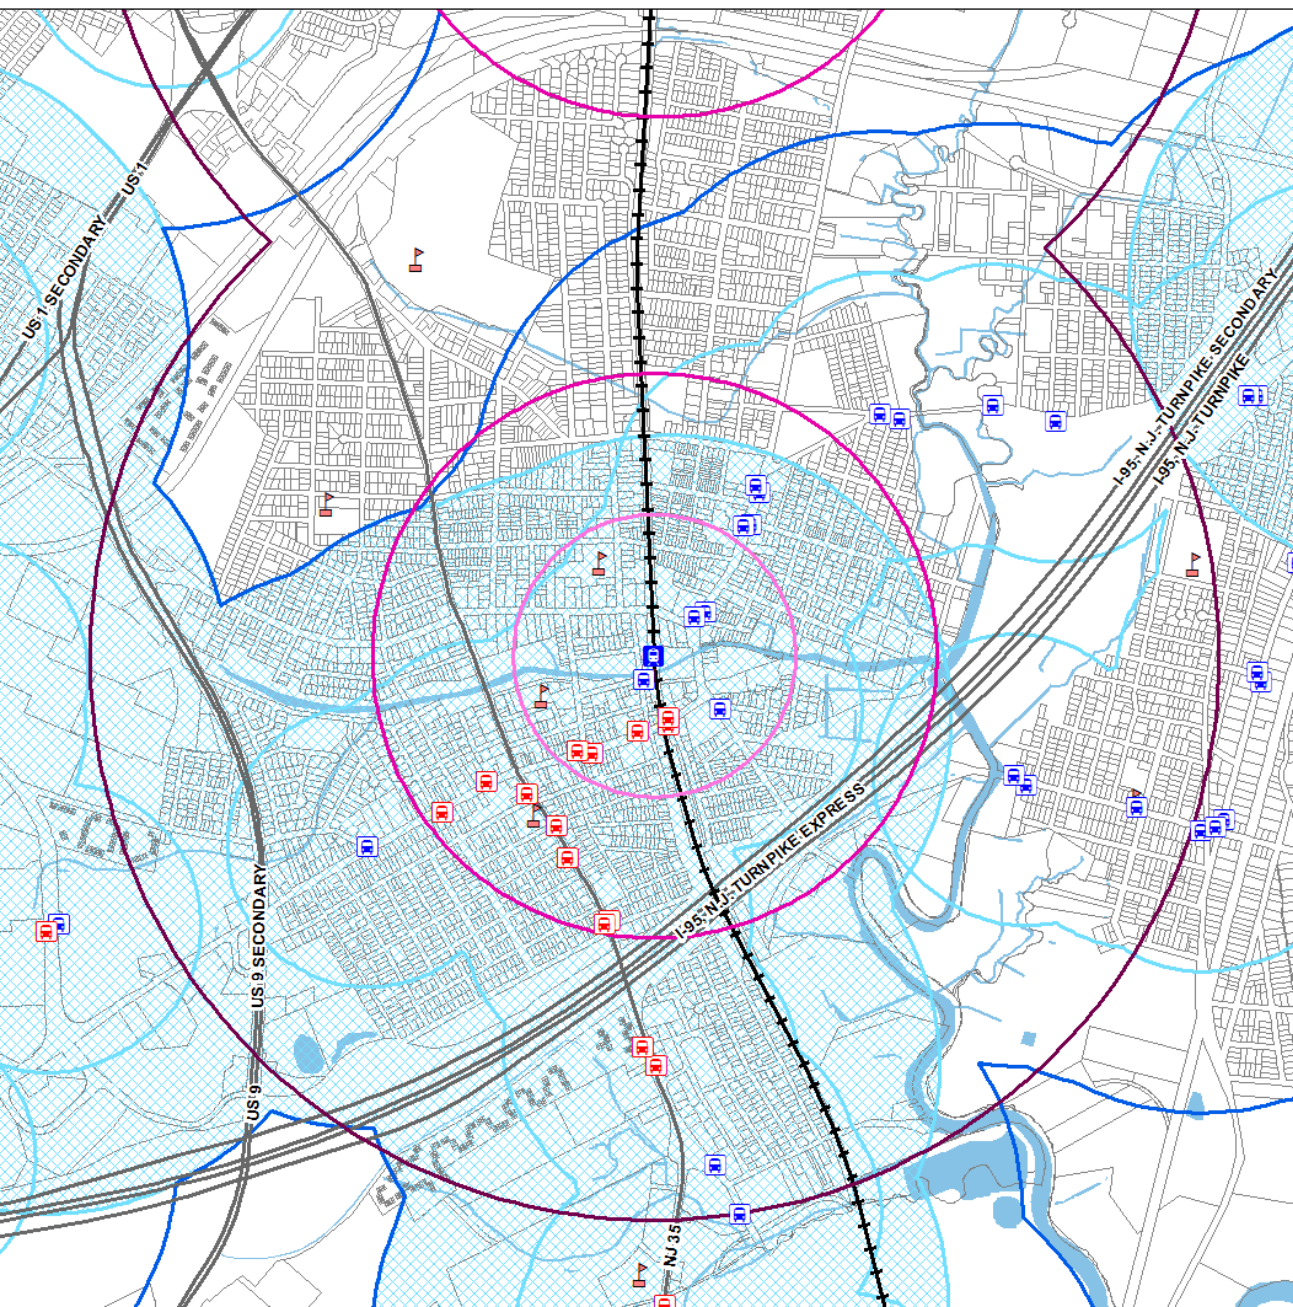 US 1
US 1 SECONDARY
I-95, N.J. TURNPIKE SECONDARY
I-95, N.J. TURNPIKE
I-95, N.J. TURNPIKE EXPRESS
US 9 SECONDARY
US 9
NJ 35